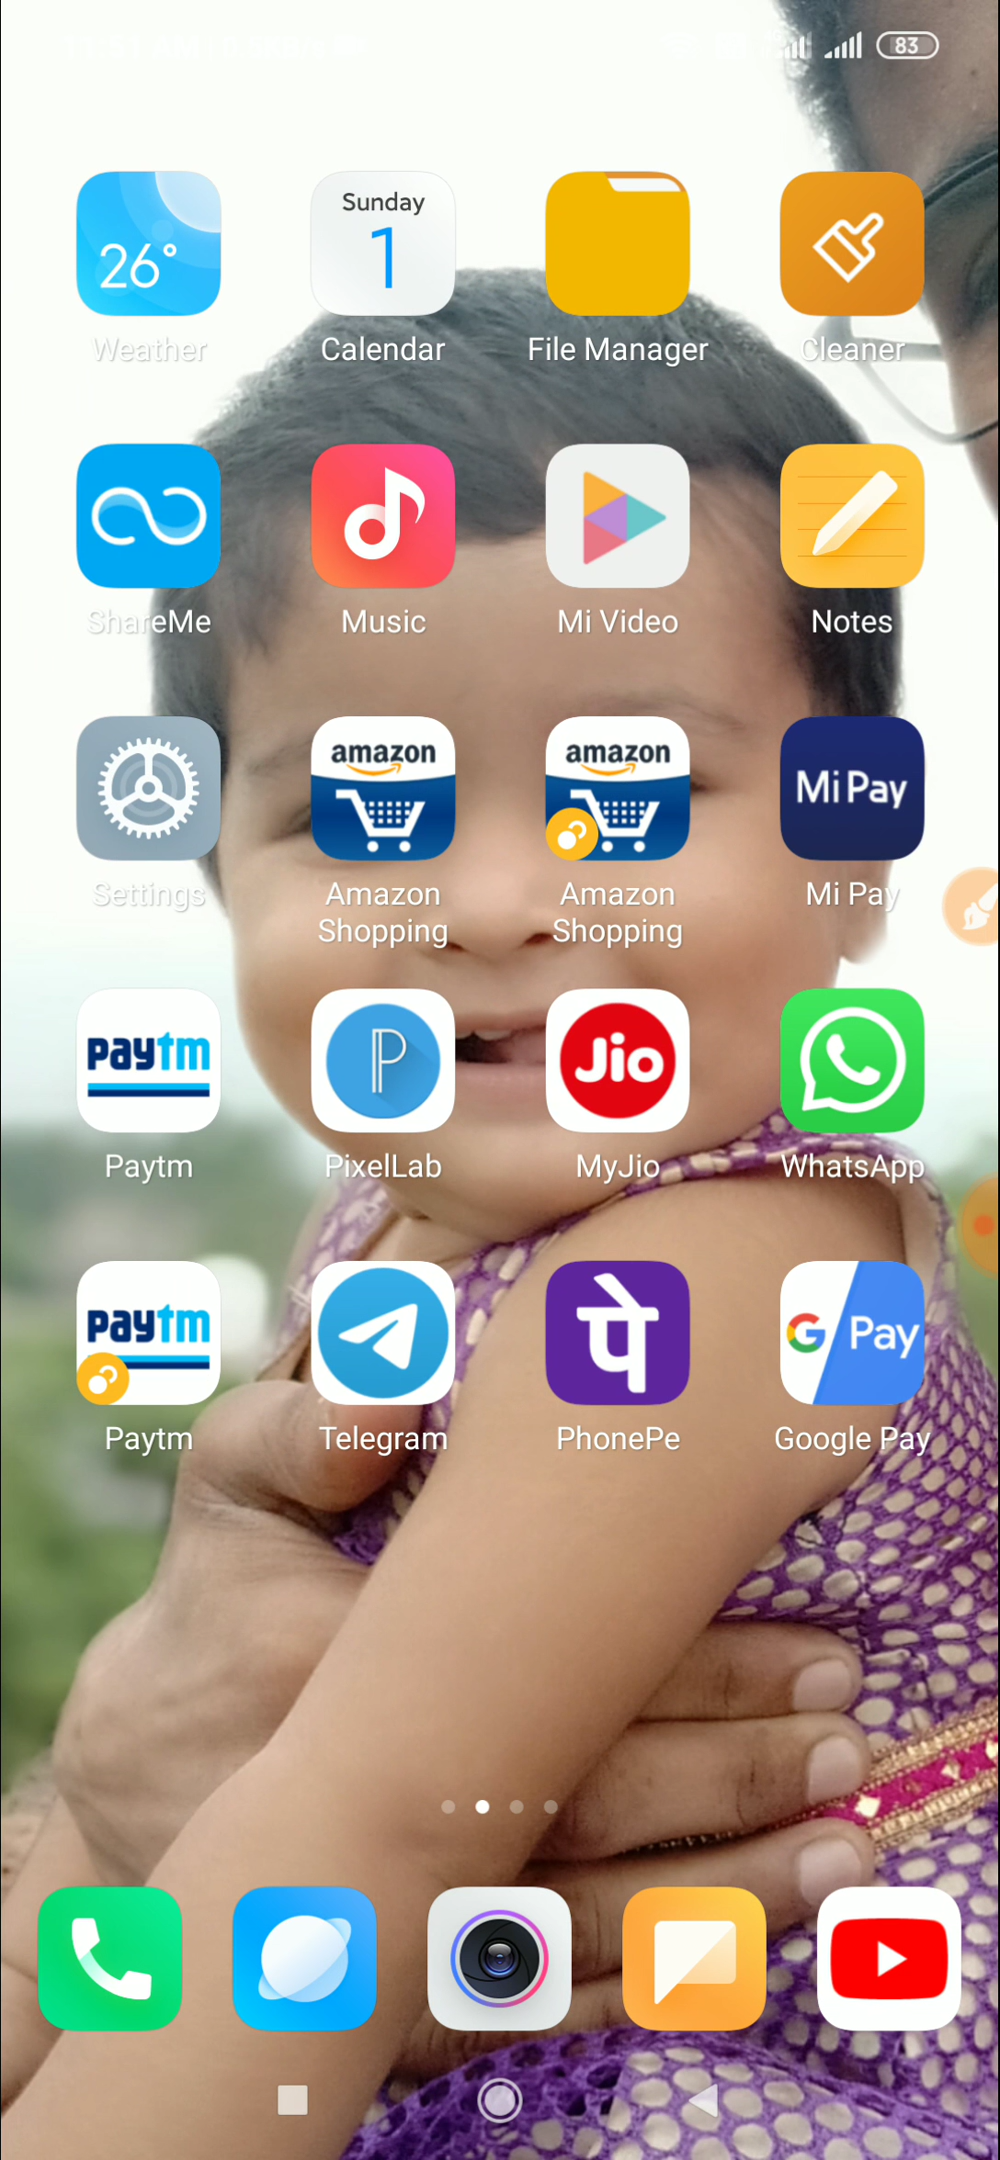 83
26°
Sunday
1
Weather
Calendar
File Manager
Cleaner
ShareMe
Music
Mi Video
Notes
amazon
amazon
Mi Pay
Settings
Amazon
Shopping
Amazon
Shopping
Mi Pay
paytm
Jio
Paytm
PixelLab
MyJio
WhatsApp
paytm
पे
G Pay
Paytm
Telegram
PhonePe
Google Pay